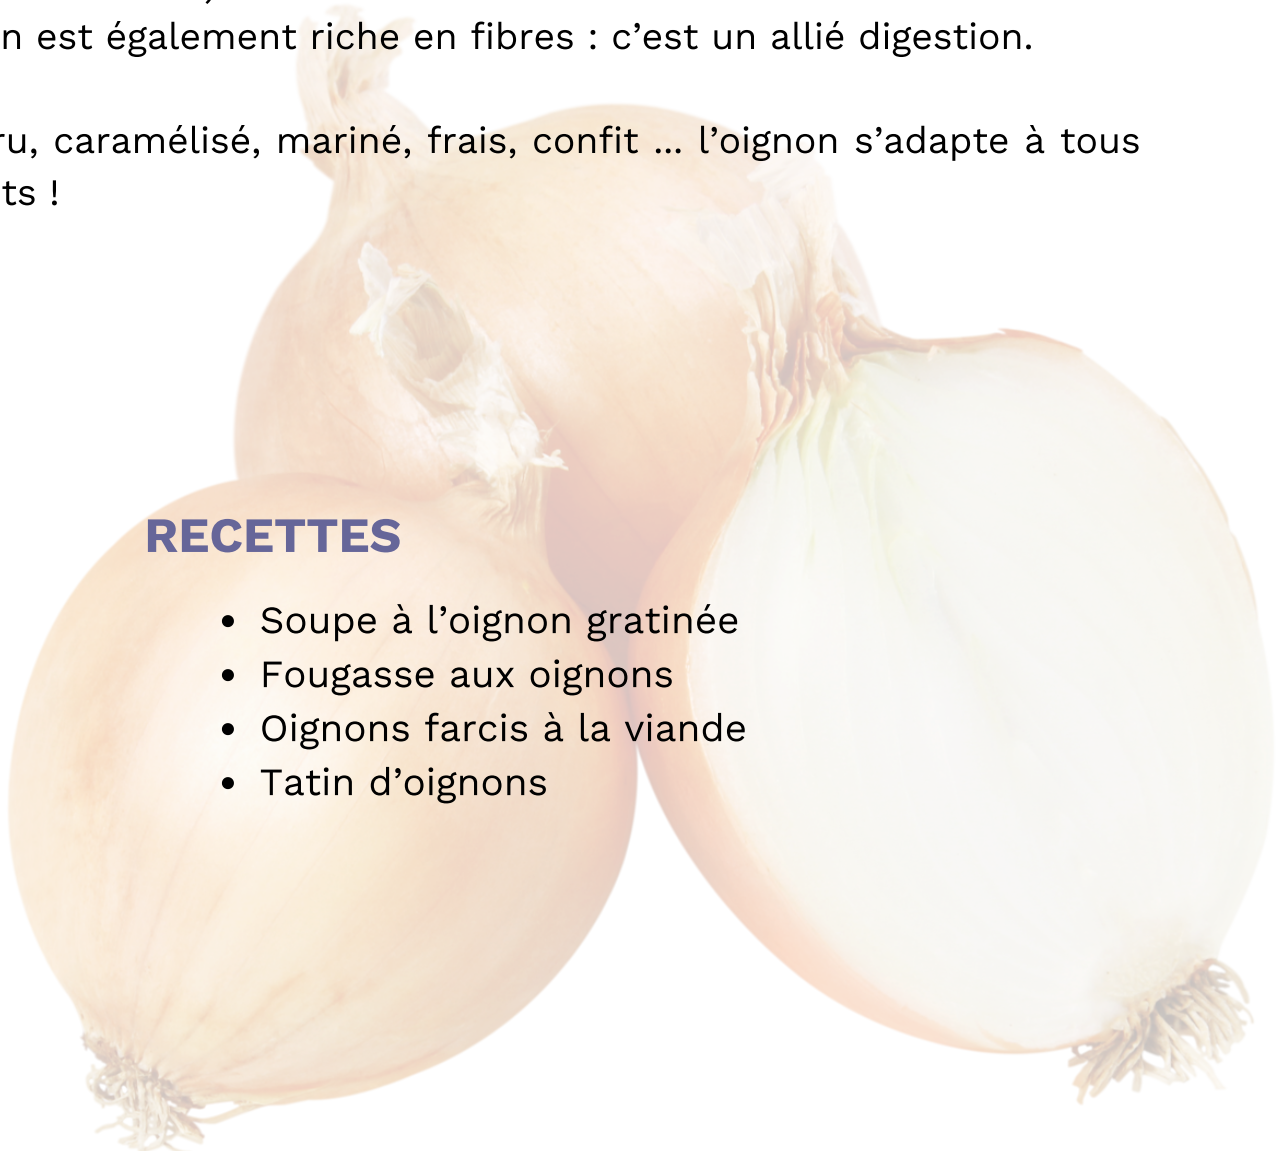 n est également riche en fibres : c’est un allié digestion.
ru, caramélisé, mariné, frais, confit ... l’oignon s’adapte à tous
ts !
RECETTES
• Soupe à l’oignon gratinée
• Fougasse aux oignons
• Oignons farcis à la viande
• Tatin d’oignons